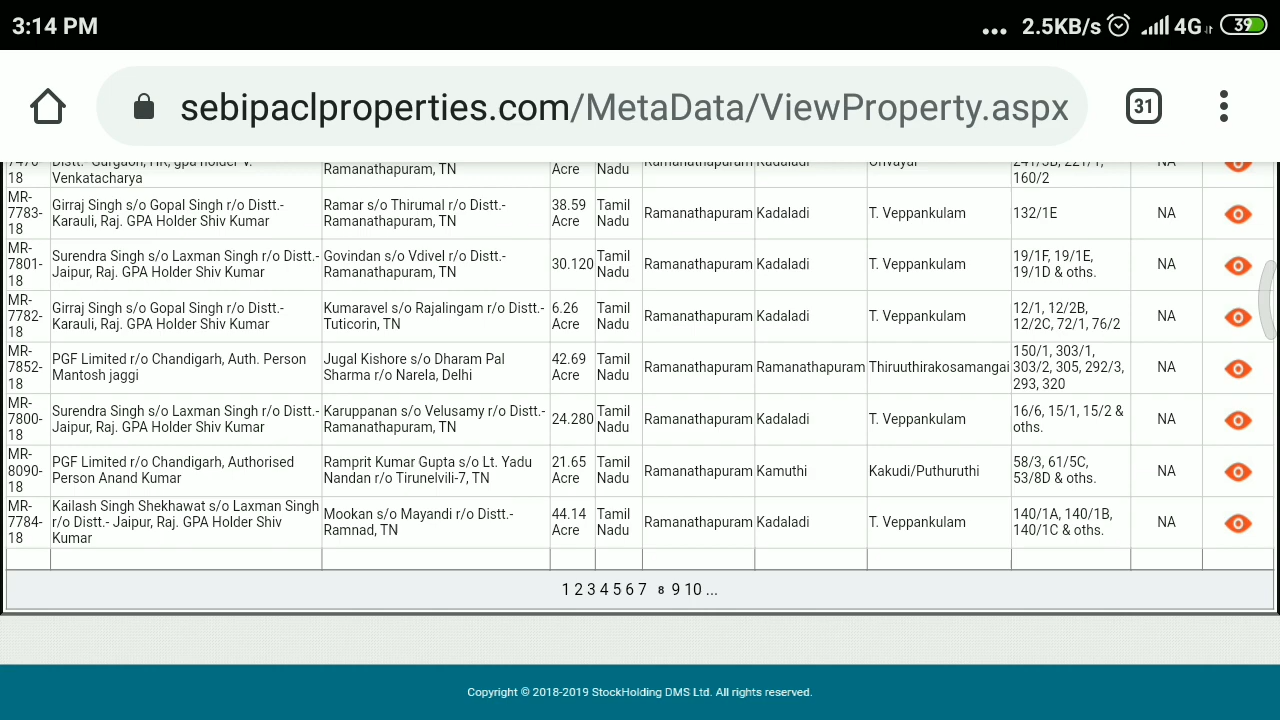 3:14 PM
... 2.5KB/s 4G 39
sebipaclproperties.com/MetaData/ViewProperty.aspx 31
18 Venkatacharya Ramanathapuram, TN Acre Nadu Ramanathapuram Kadaladi 160/2 NA
MR-7783-18 Girraj Singh s/o Gopal Singh r/o Distt.- Karauli, Raj. GPA Holder Shiv Kumar Ramar s/o Thirumal r/o Distt.- Ramanathapuram, TN 38.59 Acre Tamil Nadu Ramanathapuram Kadaladi T. Veppankulam 132/1E NA
MR-7801-18 Surendra Singh s/o Laxman Singh r/o Distt.- Jaipur, Raj. GPA Holder Shiv Kumar Govindan s/o Vdivel r/o Distt.- Ramanathapuram, TN 30.120 Tamil Nadu Ramanathapuram Kadaladi T. Veppankulam 19/1F, 19/1E, 19/1D & oths. NA
MR-7782-18 Girraj Singh s/o Gopal Singh r/o Distt.- Karauli, Raj. GPA Holder Shiv Kumar Kumaravel s/o Rajalingam r/o Distt.- Tuticorin, TN 6.26 Acre Tamil Nadu Ramanathapuram Kadaladi T. Veppankulam 12/1, 12/2B, 12/2C, 72/1, 76/2 NA
MR-7852-18 PGF Limited r/o Chandigarh, Auth. Person Mantosh jaggi Jugal Kishore s/o Dharam Pal Sharma r/o Narela, Delhi 42.69 Acre Tamil Nadu Ramanathapuram Ramanathapuram Thiruuthirakosamangai 150/1, 303/1, 303/2, 305, 292/3, 293, 320 NA
MR-7800-18 Surendra Singh s/o Laxman Singh r/o Distt.- Jaipur, Raj. GPA Holder Shiv Kumar Karuppanan s/o Velusamy r/o Distt.- Ramanathapuram, TN 24.280 Tamil Nadu Ramanathapuram Kadaladi T. Veppankulam 16/6, 15/1, 15/2 & oths. NA
MR-8090-18 PGF Limited r/o Chandigarh, Authorised Person Anand Kumar Ramprit Kumar Gupta s/o Lt. Yadu Nandan r/o Tirunelvili-7, TN 21.65 Acre Tamil Nadu Ramanathapuram Kamuthi Kakudi/Puthuruthi 58/3, 61/5C, 53/8D & oths. NA
MR-7784-18 Kailash Singh Shekhawat s/o Laxman Singh r/o Distt.- Jaipur, Raj. GPA Holder Shiv Kumar Mookan s/o Mayandi r/o Distt.- Ramnad, TN 44.14 Acre Tamil Nadu Ramanathapuram Kadaladi T. Veppankulam 140/1A, 140/1B, 140/1C & oths. NA
1 2 3 4 5 6 7 8 9 10 ...
Copyright © 2018-2019 StockHolding DMS Ltd. All rights reserved.